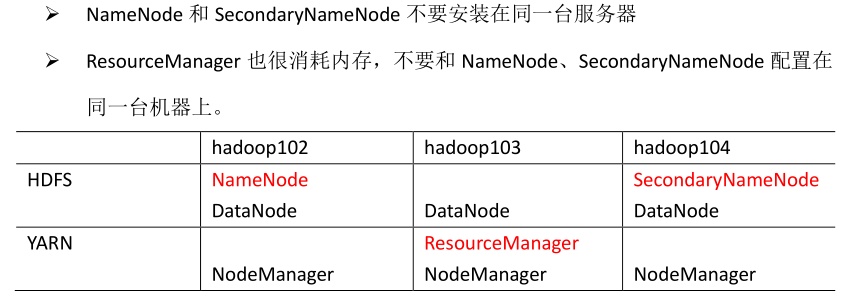 ➢ NameNode 和 SecondaryNameNode 不要安装在同一台服务器
➢ ResourceManager 也很消耗内存，不要和 NameNode、SecondaryNameNode 配置在
同一台机器上。
hadoop102 hadoop103 hadoop104
HDFS NameNode SecondaryNameNode
DataNode DataNode DataNode
YARN ResourceManager
NodeManager NodeManager NodeManager